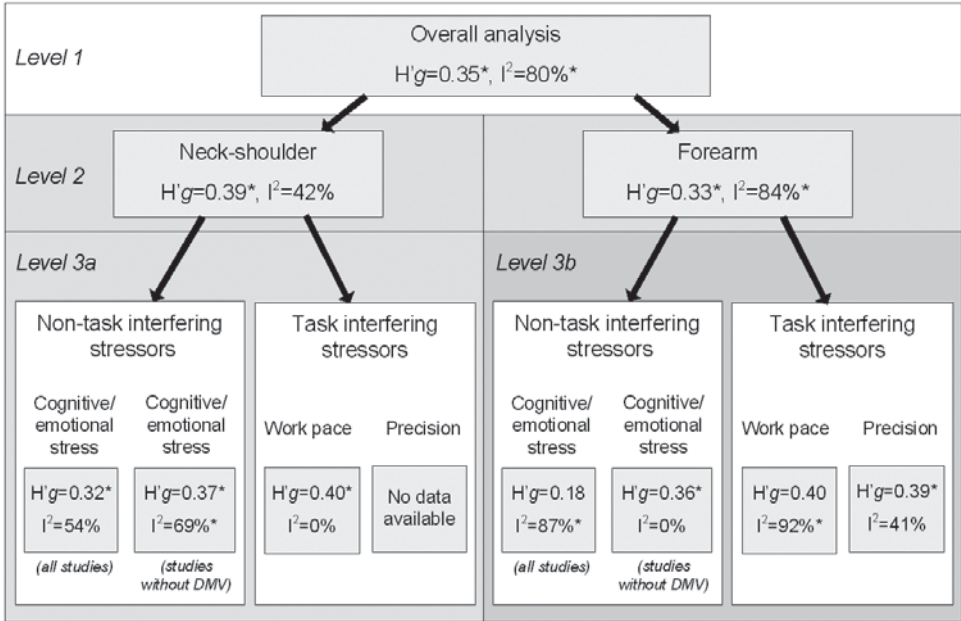 Level 1
Overall analysis
H'g=0.35*, I²=80%*
Level 2
Neck-shoulder
H'g=0.39*, I²=42%
Forearm
H'g=0.33*, I²=84%*
Level 3a
Non-task interfering
stressors
Cognitive/
emotional
stress
H'g=0.32*
I²=54%
(all studies)
Cognitive/
emotional
stress
H'g=0.37*
I²=69%*
(studies
without DMV)
Task interfering
stressors
Work pace
H'g=0.40*
I²=0%
Precision
No data
available
Level 3b
Non-task interfering
stressors
Cognitive/
emotional
stress
H'g=0.18
I²=87%*
(all studies)
Cognitive/
emotional
stress
H'g=0.36*
I²=0%
(studies
without DMV)
Task interfering
stressors
Work pace
H'g=0.40
I²=92%*
Precision
H'g=0.39*
I²=41%